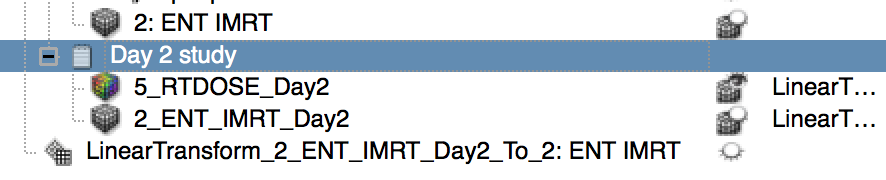 2: ENT IMRT
Day 2 study
5_RTDOSE_Day2 LinearT...
2_ENT_IMRT_Day2 LinearT...
LinearTransform_2_ENT_IMRT_Day2_To_2: ENT IMRT